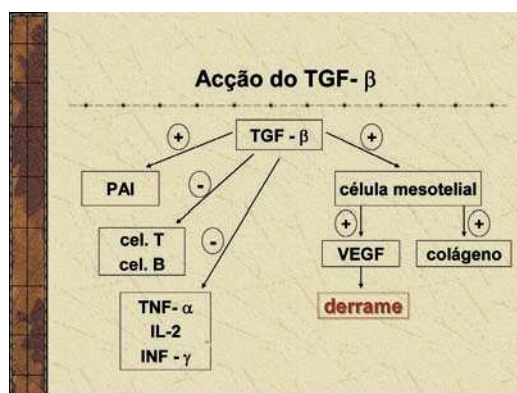 Acção do TGF- β
+
TGF - β
+
PAI
-
célula mesotelial
cel. T
cel. B
-
+
+
VEGF
colágeno
TNF- α
IL-2
INF - γ
derrame